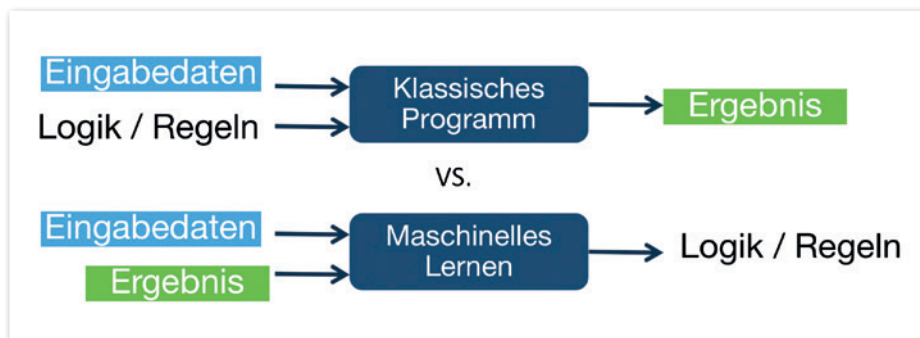 Eingabedaten
Logik / Regeln
Klassisches
Programm
Ergebnis
vs.
Eingabedaten
Ergebnis
Maschinelles
Lernen
Logik / Regeln